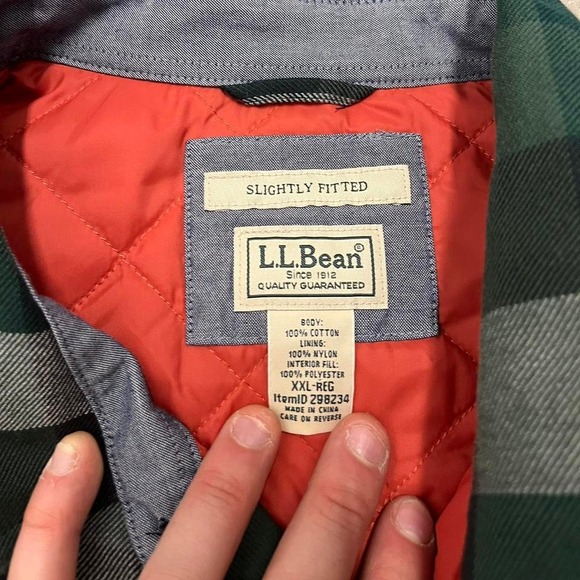 SLIGHTLY FITTED
L.L.Bean®
Since 1912
QUALITY GUARANTEED
BODY:
100% COTTON
LINING:
100% NYLON
INTERIOR FILL:
100% POLYESTER
XXL-REG
ItemID 298234
MADE IN CHINA
CARE ON REVERSE